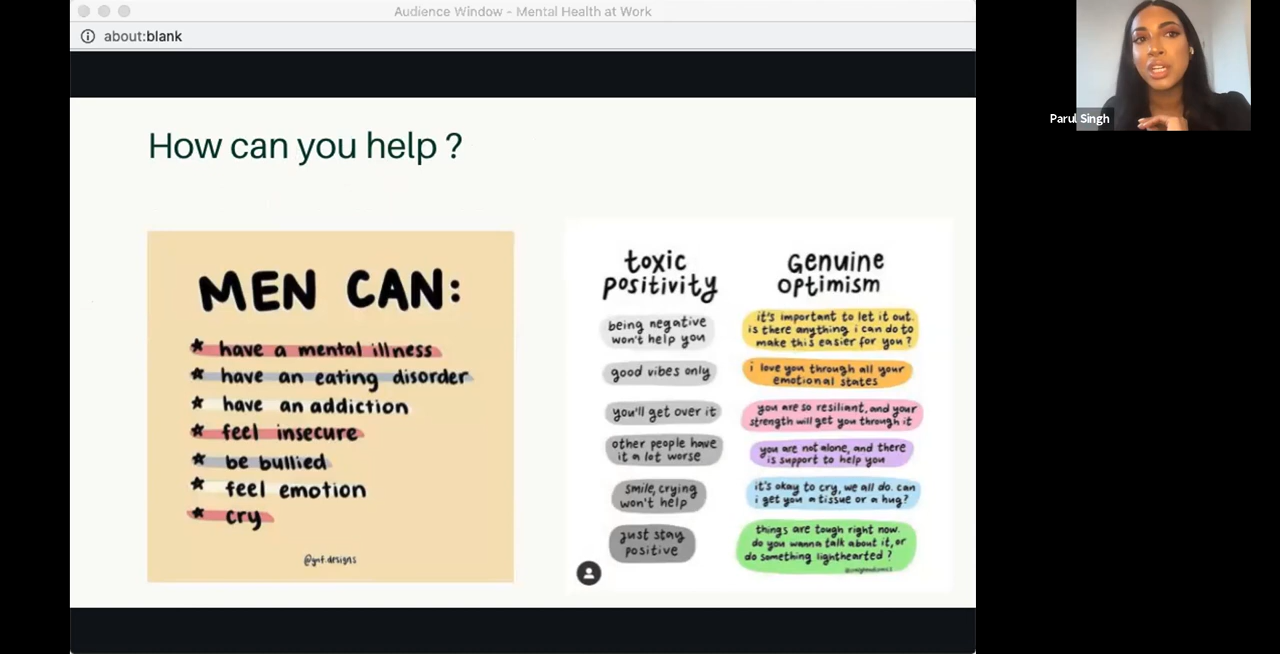 Audience Window – Mental Health at Work
about:blank
Parul Singh
How can you help ?
MEN CAN:
* have a mental illness
* have an eating disorder
* have an addiction
* feel insecure
* be bullied
* feel emotion
* cry
@gmf.designs
toxic
positivity
being negative
won't help you
good vibes only
you'll get over it
other people have
it a lot worse
smile, crying
won't help
just stay
positive
Genuine
optimism
it's important to let it out.
is there anything i can do to
make this easier for you?
i love you through all your
emotional states
you are so resilient, and your
strength will get you through it
you are not alone, and there
is support to help you
it's okay to cry, we all do. can
i get you a tissue or a hug?
things are tough right now.
do you wanna talk about it, or
do something lighthearted?